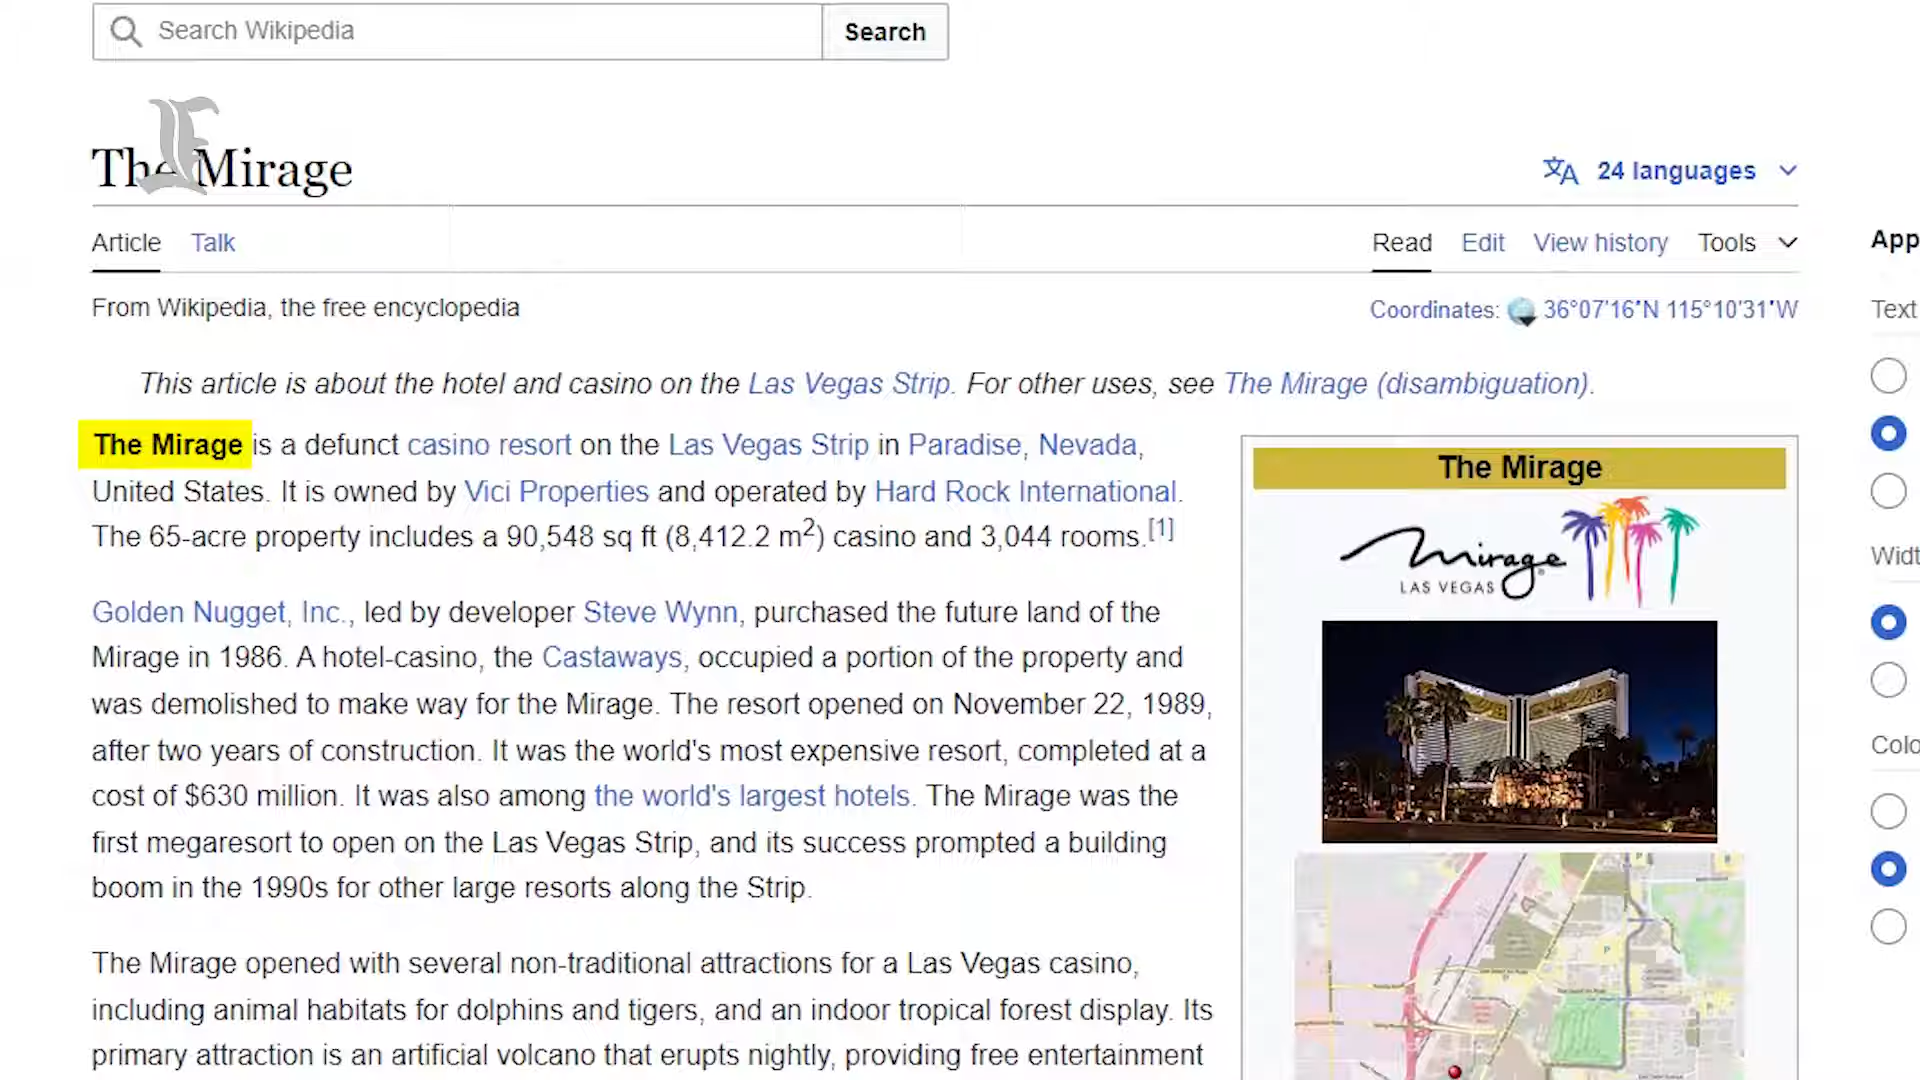 Search Wikipedia
Search
The Mirage
24 languages
Article Talk
Read Edit View history Tools
App
From Wikipedia, the free encyclopedia
Coordinates: 36°07′16″N 115°10′31″W
Text
This article is about the hotel and casino on the Las Vegas Strip. For other uses, see The Mirage (disambiguation).
The Mirage is a defunct casino resort on the Las Vegas Strip in Paradise, Nevada,
United States. It is owned by Vici Properties and operated by Hard Rock International.
The 65-acre property includes a 90,548 sq ft (8,412.2 m²) casino and 3,044 rooms.[1]
Golden Nugget, Inc., led by developer Steve Wynn, purchased the future land of the
Mirage in 1986. A hotel-casino, the Castaways, occupied a portion of the property and
was demolished to make way for the Mirage. The resort opened on November 22, 1989,
after two years of construction. It was the world's most expensive resort, completed at a
cost of $630 million. It was also among the world's largest hotels. The Mirage was the
first megaresort to open on the Las Vegas Strip, and its success prompted a building
boom in the 1990s for other large resorts along the Strip.
The Mirage opened with several non-traditional attractions for a Las Vegas casino,
including animal habitats for dolphins and tigers, and an indoor tropical forest display. Its
primary attraction is an artificial volcano that erupts nightly, providing free entertainment
The Mirage
Mirage
LAS VEGAS
Widt
Colo